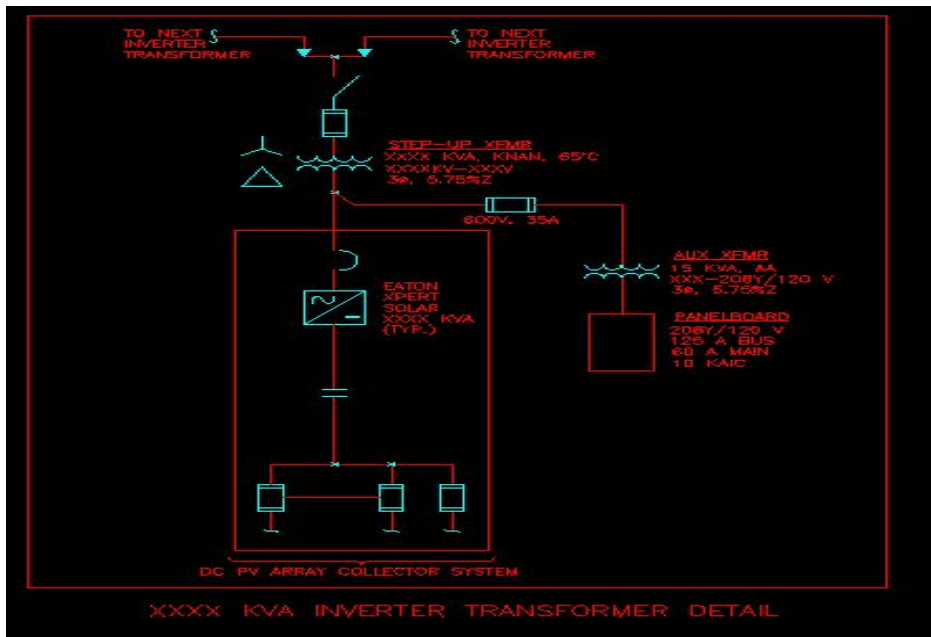 TO NEXT
INVERTER
TRANSFORMER
TO NEXT
INVERTER
TRANSFORMER
STEP-UP XFMR
XXXX KVA, KNAN, 65°C
XXXXKV-XXXV
3ø, 5.75%Z
600V, 35A
AUX XFMR
15 KVA, AA
XXX-208Y/120 V
3ø, 5.75%Z
EATON
XPERT
SOLAR
XXXX KVA
(TYP.)
PANELBOARD
208Y/120 V
125 A BUS
60 A MAIN
10 KAIC
DC PV ARRAY COLLECTOR SYSTEM
XXXX KVA INVERTER TRANSFORMER DETAIL